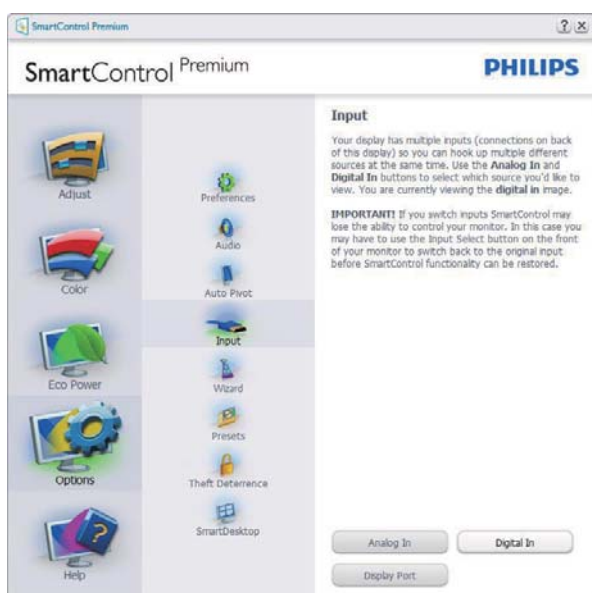 SmartControl Premium
SmartControl Premium
PHILIPS
Adjust
Color
Eco Power
Options
Help
Preferences
Audio
Auto Pivot
Input
Wizard
Presets
Theft Deterrence
SmartDesktop
Input
Your display has multiple inputs (connections on back
of this display) so you can hook up multiple different
sources at the same time. Use the Analog In and
Digital In buttons to select which source you'd like to
view. You are currently viewing the digital in image.
IMPORTANT! If you switch inputs SmartControl may
lose the ability to control your monitor. In this case you
may have to use the Input Select button on the front
of your monitor to switch back to the original input
before SmartControl functionality can be restored.
Analog In
Digital In
Display Port